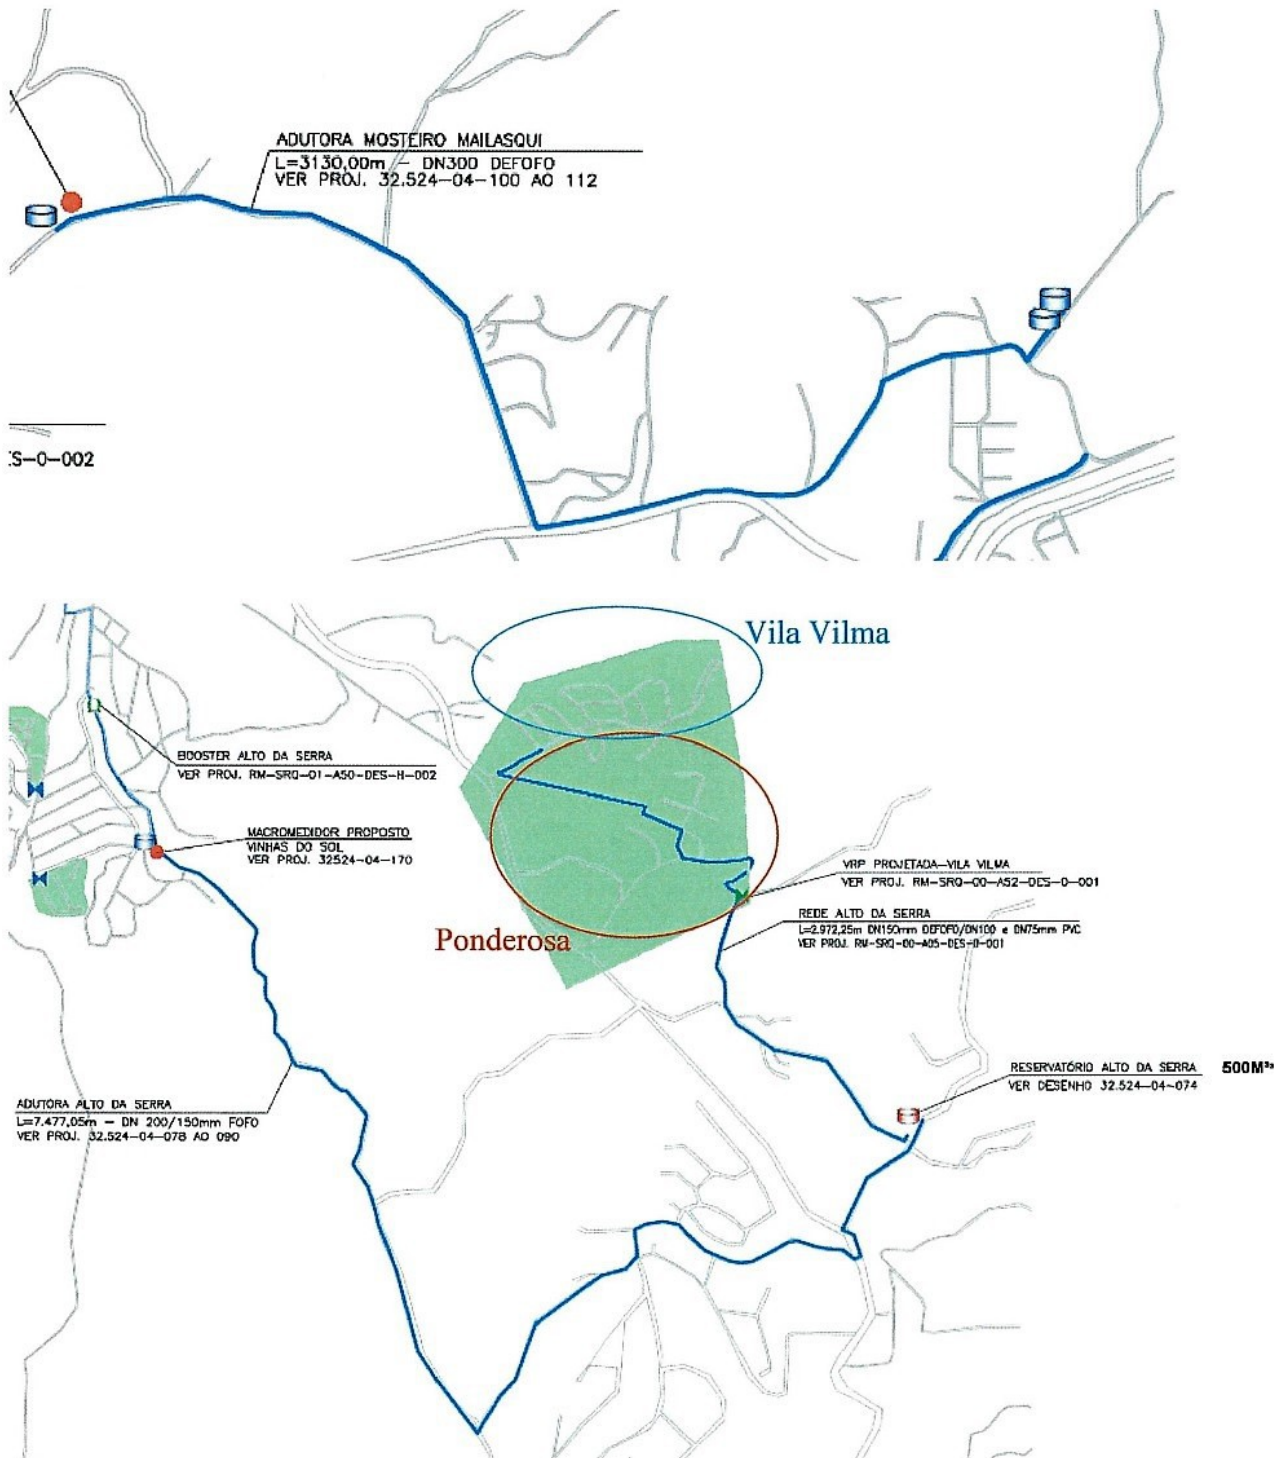 ADUTORA MOSTEIRO MAILASQUI
L=3130,00m - DN300 DEFOFO
VER PROJ. 32.524-04-100 AO 112
S-0-002
Vila Vilma
BOOSTER ALTO DA SERRA
VER PROJ. RM-SRQ-01-A50-DES-H-002
MACROMEDIDOR PROPOSTO
VINHAS DO SOL
VER PROJ. 32524-04-170
VRP PROJETADA-VILA VILMA
VER PROJ. RM-SRQ-00-A52-DES-0-001
REDE ALTO DA SERRA
L=2.972,25m DN150mm DEFOFO/DN100 e DN75mm PVC
VER PROJ. RM-SRQ-00-A05-DES-0-001
Ponderosa
RESERVATÓRIO ALTO DA SERRA 500M³
VER DESENHO 32.524-04-074
ADUTORA ALTO DA SERRA
L=7.477,05m - DN 200/150mm FOFO
VER PROJ. 32.524-04-078 AO 090